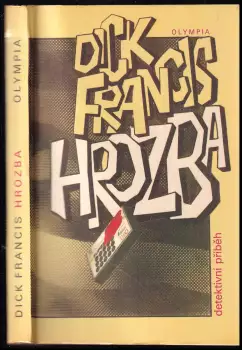 DICK FRANCIS HROZBA OLYMPIA
OLYMPIA
DICK
FRANCIS
HROZBA
detektivní příběh